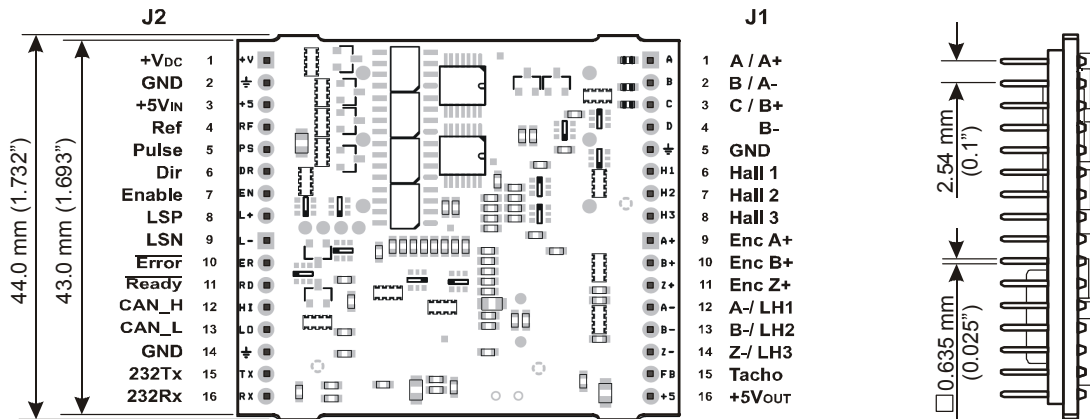 J2 J1
+VDC 1 +V A 1 A / A+
GND 2 ⏚ B 2 B / A-
+5VIN 3 +5 C 3 C / B+
Ref 4 RF D 4 B-
Pulse 5 PS ⏚ 5 GND
Dir 6 DR H1 6 Hall 1
Enable 7 EN H2 7 Hall 2
LSP 8 L+ H3 8 Hall 3
LSN 9 L- A+ 9 Enc A+
Error 10 ER B+ 10 Enc B+
Ready 11 RD Z+ 11 Enc Z+
CAN_H 12 HI A- 12 A-/ LH1
CAN_L 13 LO B- 13 B-/ LH2
GND 14 ⏚ Z- 14 Z-/ LH3
232Tx 15 TX FB 15 Tacho
232Rx 16 RX +5 16 +5VOUT
44.0 mm (1.732”)
43.0 mm (1.693”)
2.54 mm
(0.1”)
□0.635 mm
(0.025”)